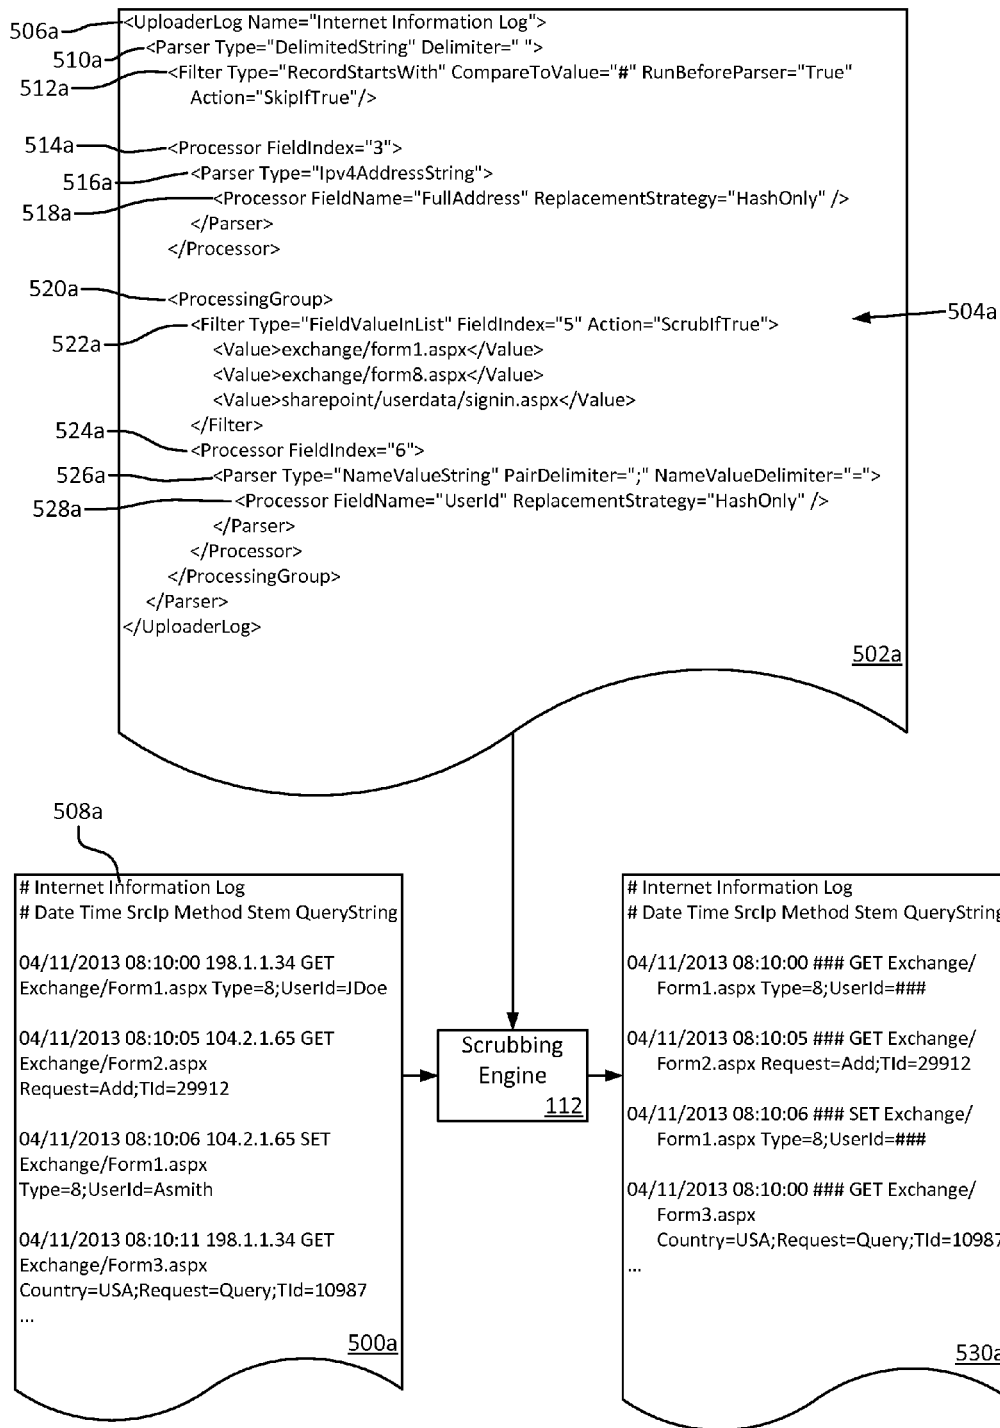 506a
<UploaderLog Name="Internet Information Log">
510a
<Parser Type="DelimitedString" Delimiter=" ">
512a
<Filter Type="RecordStartsWith" CompareToValue="#" RunBeforeParser="True"
Action="SkipIfTrue"/>
514a
<Processor FieldIndex="3">
516a
<Parser Type="Ipv4AddressString">
518a
<Processor FieldName="FullAddress" ReplacementStrategy="HashOnly" />
</Parser>
</Processor>
520a
<ProcessingGroup>
522a
<Filter Type="FieldValueInList" FieldIndex="5" Action="ScrubIfTrue">
504a
<Value>exchange/form1.aspx</Value>
<Value>exchange/form8.aspx</Value>
<Value>sharepoint/userdata/signin.aspx</Value>
</Filter>
524a
<Processor FieldIndex="6">
526a
<Parser Type="NameValueString" PairDelimiter=";" NameValueDelimiter="=">
528a
<Processor FieldName="UserId" ReplacementStrategy="HashOnly" />
</Parser>
</Processor>
</ProcessingGroup>
</Parser>
</UploaderLog>
502a
508a
# Internet Information Log
# Date Time SrcIp Method Stem QueryString
04/11/2013 08:10:00 198.1.1.34 GET
Exchange/Form1.aspx Type=8;UserId=JDoe
04/11/2013 08:10:05 104.2.1.65 GET
Exchange/Form2.aspx
Request=Add;TId=29912
04/11/2013 08:10:06 104.2.1.65 SET
Exchange/Form1.aspx
Type=8;UserId=Asmith
04/11/2013 08:10:11 198.1.1.34 GET
Exchange/Form3.aspx
Country=USA;Request=Query;TId=10987
...
500a
Scrubbing
Engine
112
# Internet Information Log
# Date Time SrcIp Method Stem QueryString
04/11/2013 08:10:00 ### GET Exchange/
Form1.aspx Type=8;UserId=###
04/11/2013 08:10:05 ### GET Exchange/
Form2.aspx Request=Add;TId=29912
04/11/2013 08:10:06 ### SET Exchange/
Form1.aspx Type=8;UserId=###
04/11/2013 08:10:00 ### GET Exchange/
Form3.aspx
Country=USA;Request=Query;TId=10987
...
530a